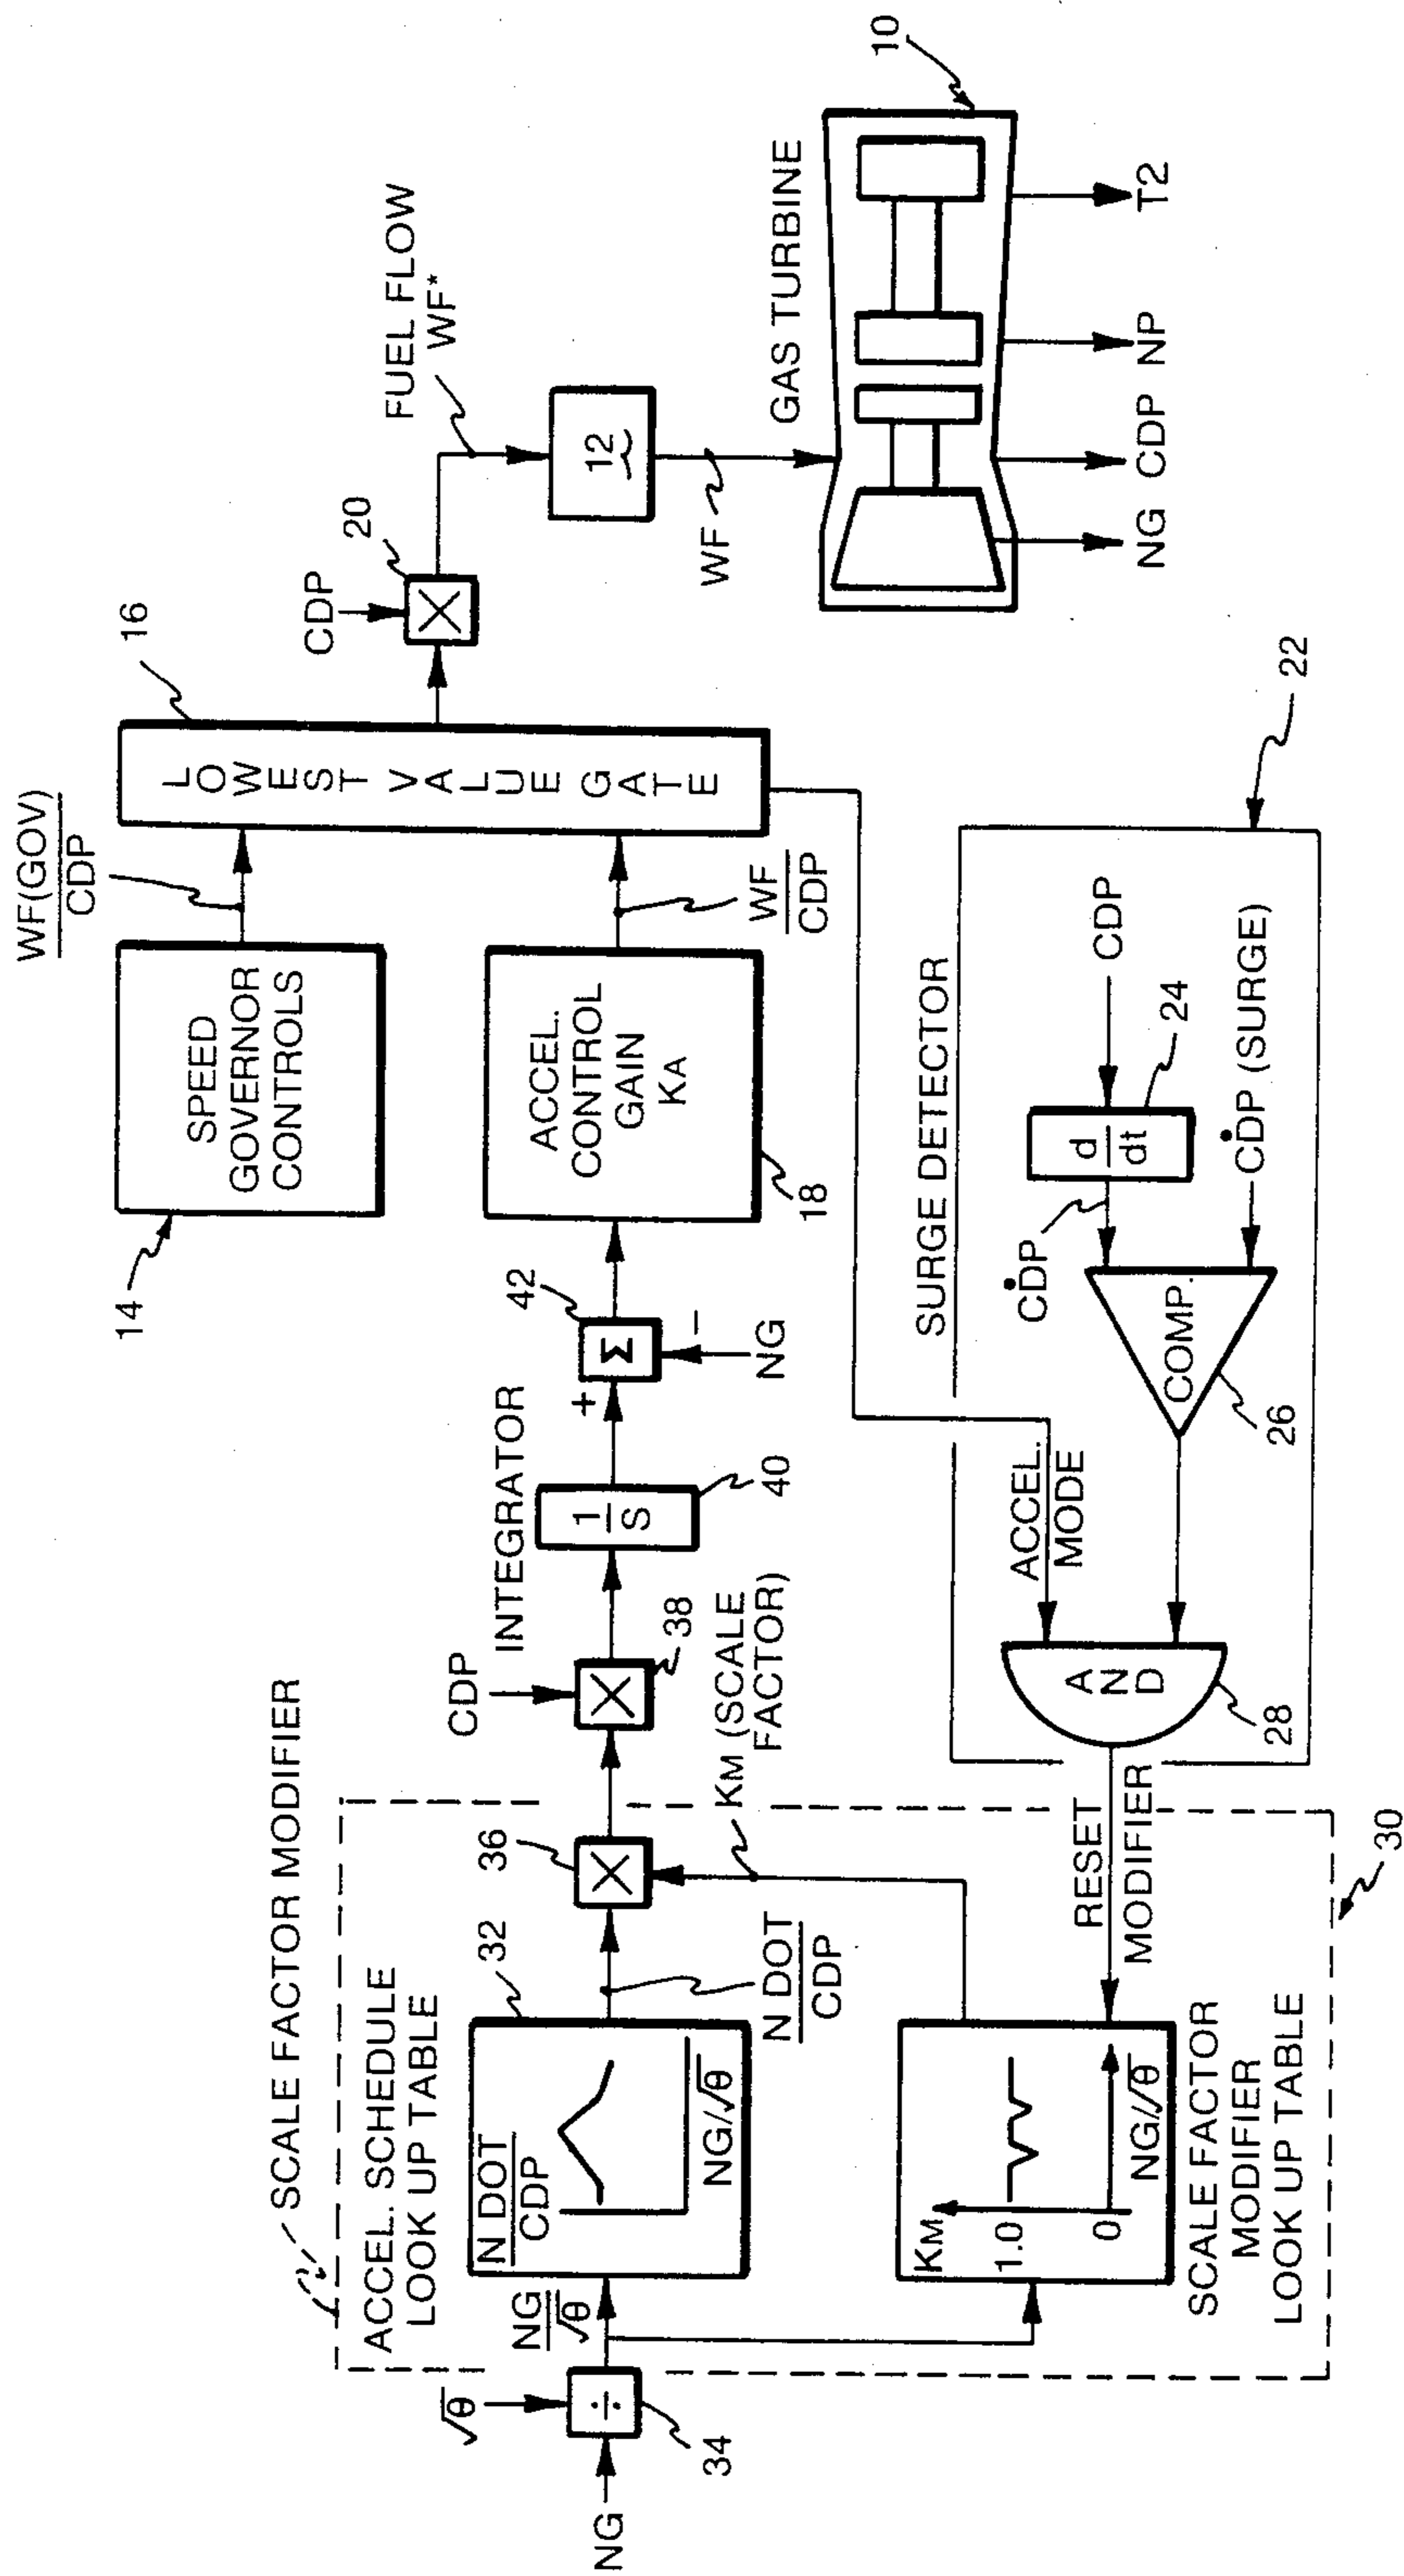 SCALE FACTOR MODIFIER
ACCEL. SCHEDULE
LOOK UP TABLE
NG
√θ
÷
34
NG
√θ
N DOT
CDP
NG/√θ
32
N DOT
CDP
36
X
KM (SCALE
FACTOR)
CDP
X
38
INTEGRATOR
1
S
40
+
Σ
42
-
NG
ACCEL.
CONTROL
GAIN
KA
18
WF
CDP
SPEED
GOVERNOR
CONTROLS
14
WF(GOV)
CDP
LOWEST VALUE GATE
16
CDP
X
20
FUEL FLOW
WF*
12
WF
GAS TURBINE
10
NG
CDP
NP
T2
KM
1.0
0
NG/√θ
SCALE FACTOR
MODIFIER
LOOK UP TABLE
RESET
MODIFIER
30
SURGE DETECTOR
22
AND
28
ACCEL.
MODE
COMP.
26
ĊDP
d
dt
24
CDP
ĊDP (SURGE)